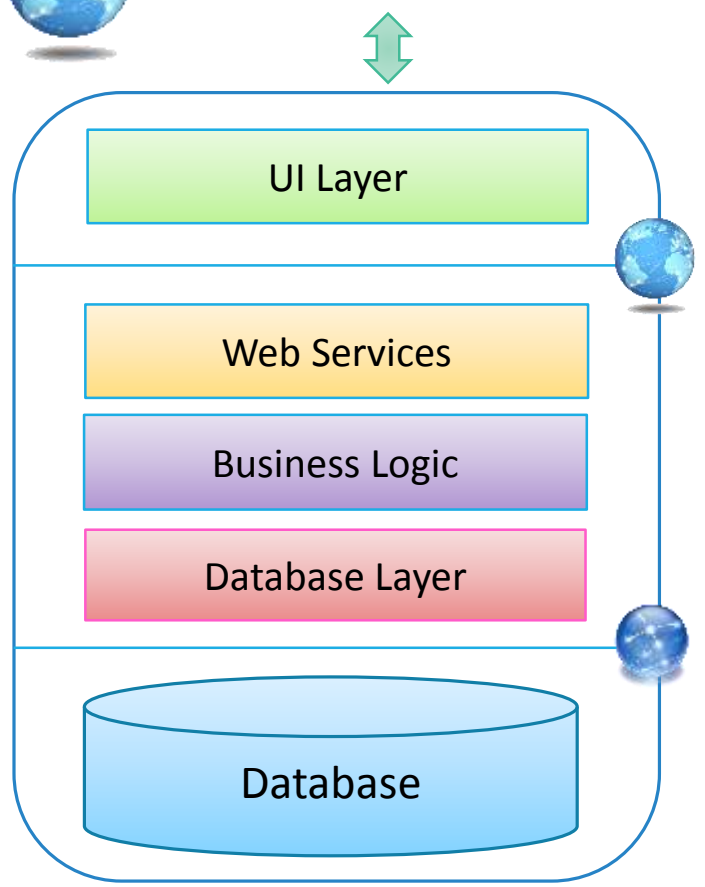 UI Layer
Web Services
Business Logic
Database Layer
Database